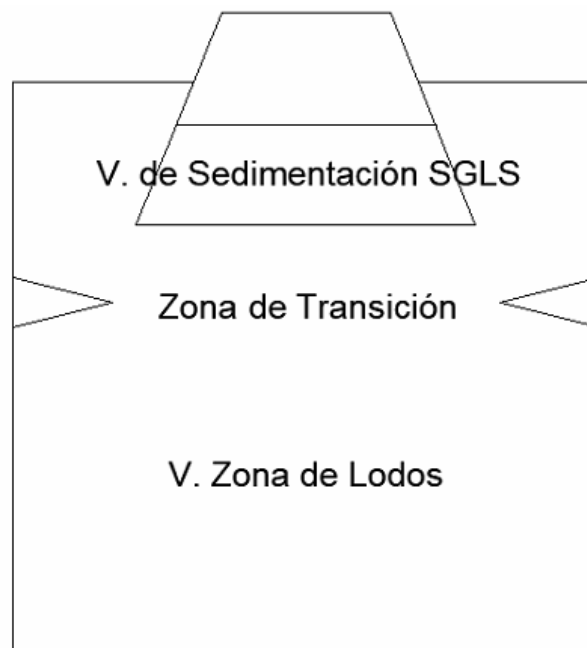 V. de Sedimentación SGLS
Zona de Transición
V. Zona de Lodos